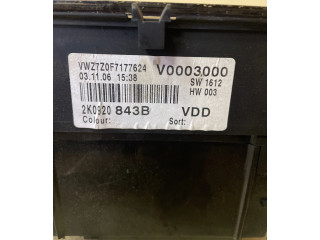 VWZ7Z0F7177624 V0003000
03.11.06 15:38 SW 1612
HW 003
2K0920 843B VDD
Colour: Sort: